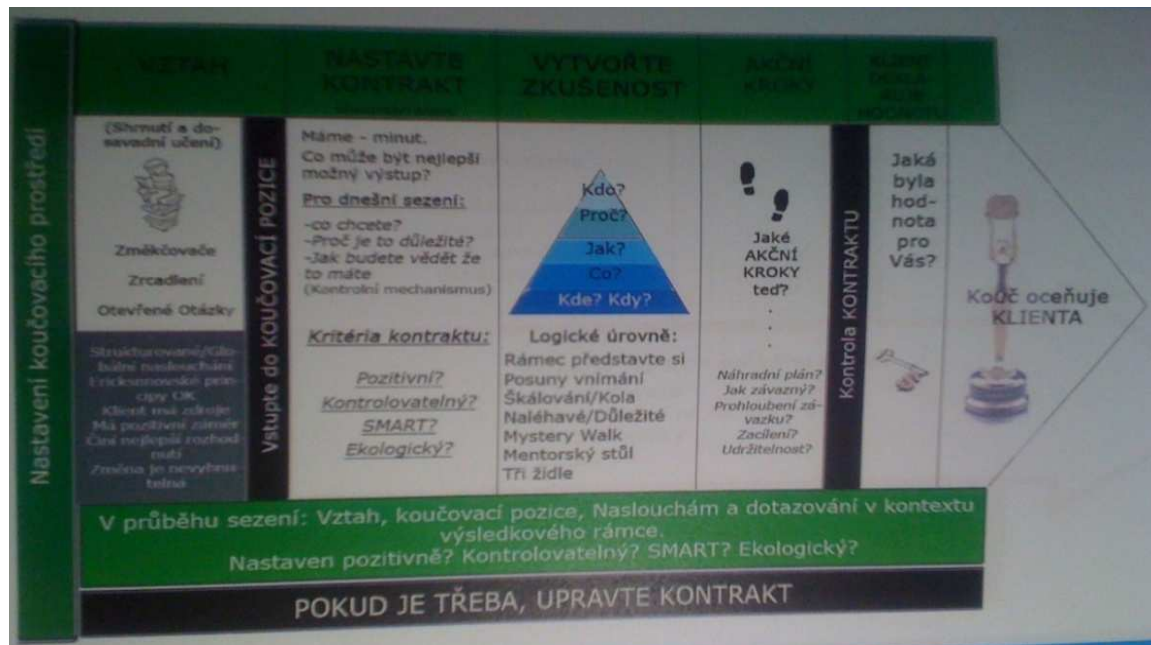 Nastavení koučovacího prostředí
VZTAH
(Shrnutí a do-
savadní učení)
Změkčovače
Zrcadlení
Otevřené Otázky
Strukturované/Glo-
bální naslouchání
Ericksonovské prin-
cipy OK
Klient má zdroje
Má pozitivní záměr
Činí nejlepší rozhod-
nutí
Změna je nevyhnu-
telná
Vstupte do KOUČOVACÍ POZICE
NASTAVTE
KONTRAKT
Máme - minut.
Co může být nejlepší
možný výstup?
Pro dnešní sezení:
-co chcete?
-Proč je to důležité?
-Jak budete vědět že
to máte
(Kontrolní mechanismus)
Kritéria kontraktu:
Pozitivní?
Kontrolovatelný?
SMART?
Ekologický?
VYTVOŘTE
ZKUŠENOST
Kdo?
Proč?
Jak?
Co?
Kde? Kdy?
Logické úrovně:
Rámec představte si
Posuny vnímání
Škálování/Kola
Naléhavé/Důležité
Mystery Walk
Mentorský stůl
Tři židle
AKČNÍ
KROKY
Jaké
AKČNÍ
KROKY
teď?
.
.
.
Náhradní plán?
Jak závazný?
Prohloubení zá-
vazku?
Zacílení?
Udržitelnost?
Kontrola KONTRAKTU
KLIENT
DEKLA-
RUJE
HODNOTU
Jaká
byla
hod-
nota
pro
Vás?
Kouč oceňuje
KLIENTA
V průběhu sezení: Vztah, koučovací pozice, Naslouchám a dotazování v kontextu
výsledkového rámce.
Nastaven pozitivně? Kontrolovatelný? SMART? Ekologický?
POKUD JE TŘEBA, UPRAVTE KONTRAKT